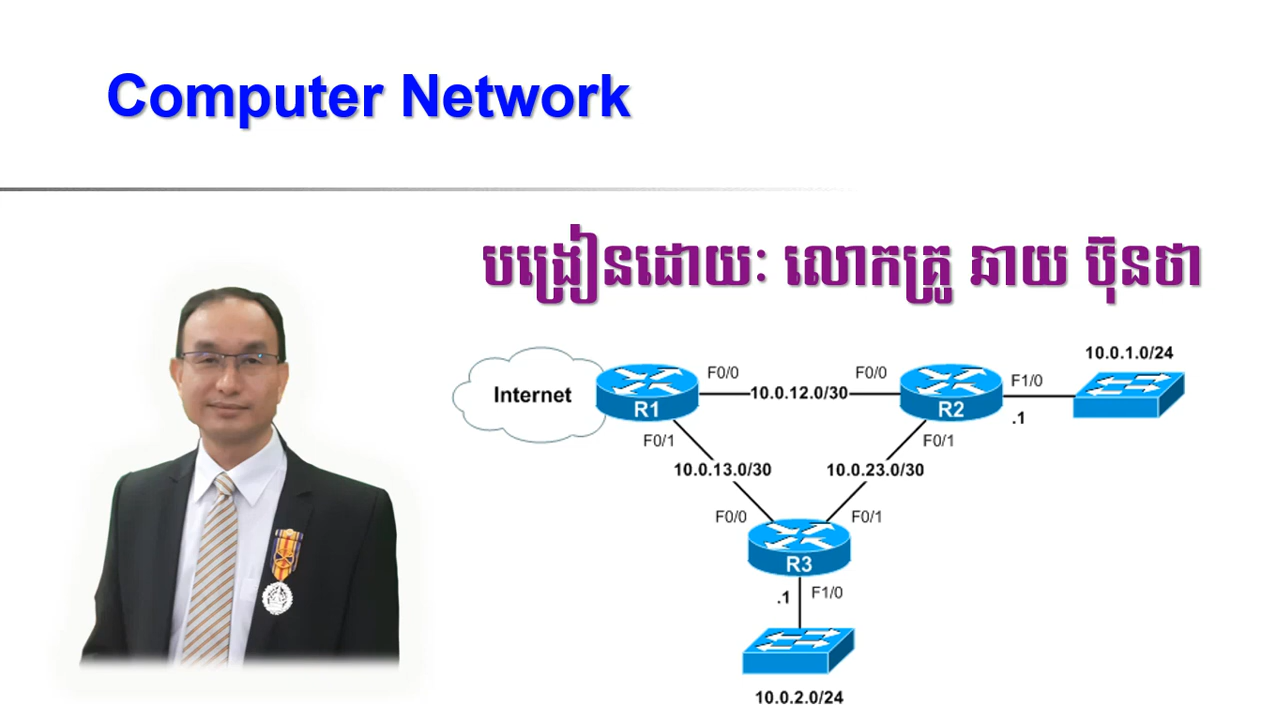 Computer Network
បង្រៀនដោយៈ លោកគ្រូ ឆាយ ប៊ុនថា
10.0.1.0/24
Internet
R1
F0/0
10.0.12.0/30
F0/0
R2
F1/0
.1
F0/1
F0/1
10.0.13.0/30
10.0.23.0/30
F0/0
F0/1
R3
.1
F1/0
10.0.2.0/24